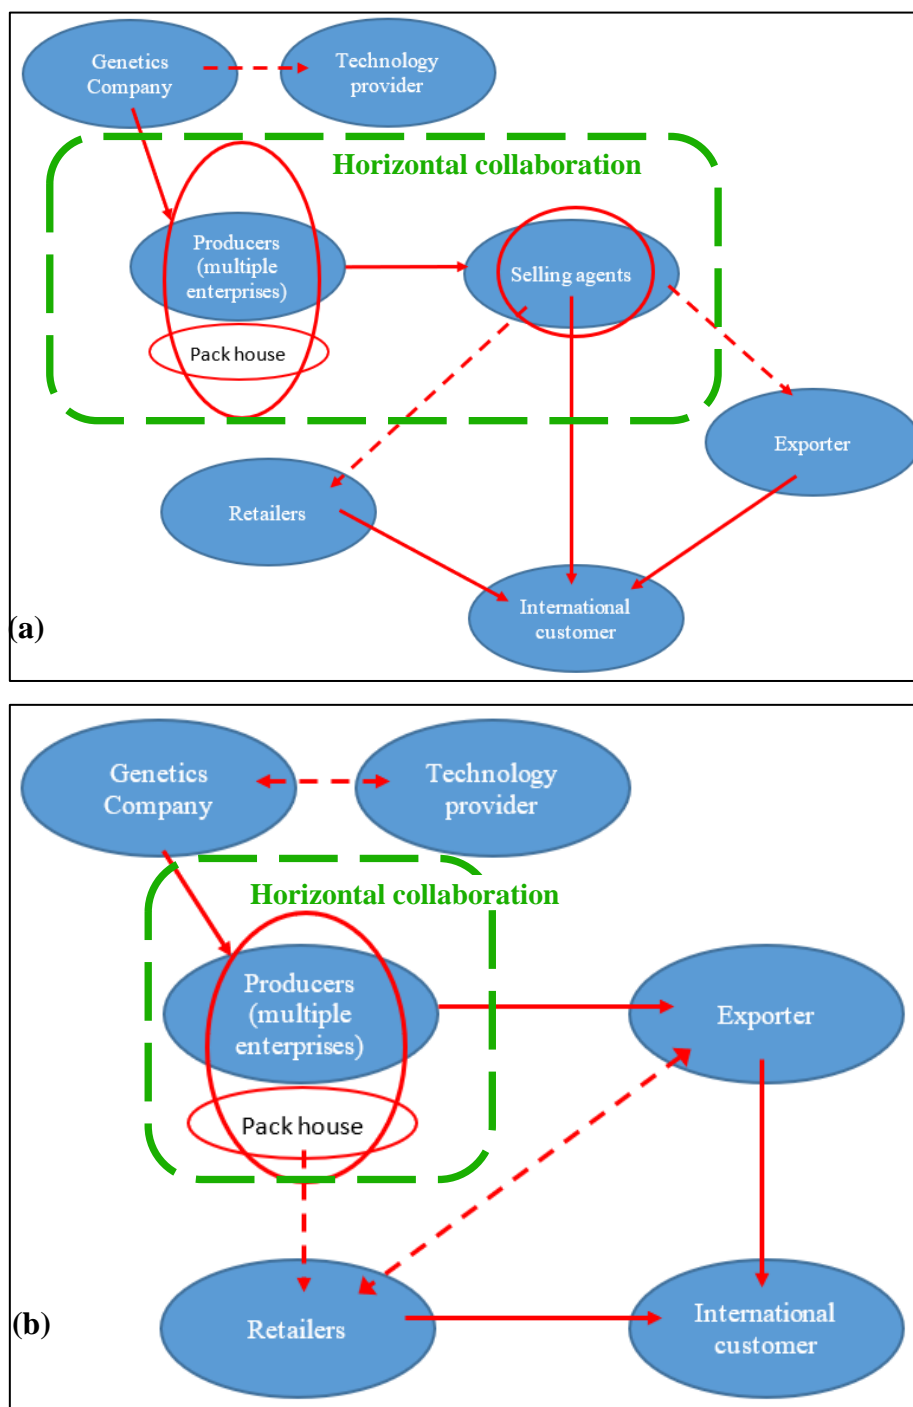 Genetics
Company
Technology
provider
Horizontal collaboration
Producers
(multiple
enterprises)
Selling agents
Pack house
Exporter
Retailers
International
customer
(a)
Genetics
Company
Technology
provider
Horizontal collaboration
Producers
(multiple
enterprises)
Exporter
Pack house
Retailers
International
customer
(b)